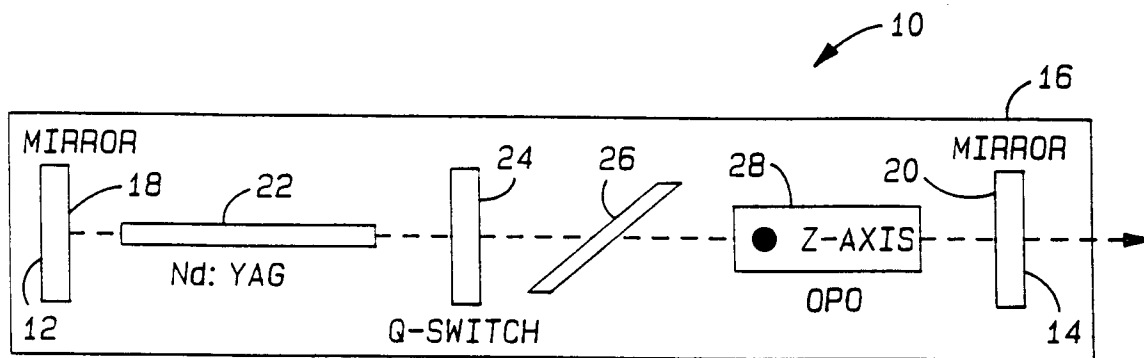 10
16
MIRROR
MIRROR
18
22
24
26
28
20
Z-AXIS
Nd: YAG
OPO
12
Q-SWITCH
14